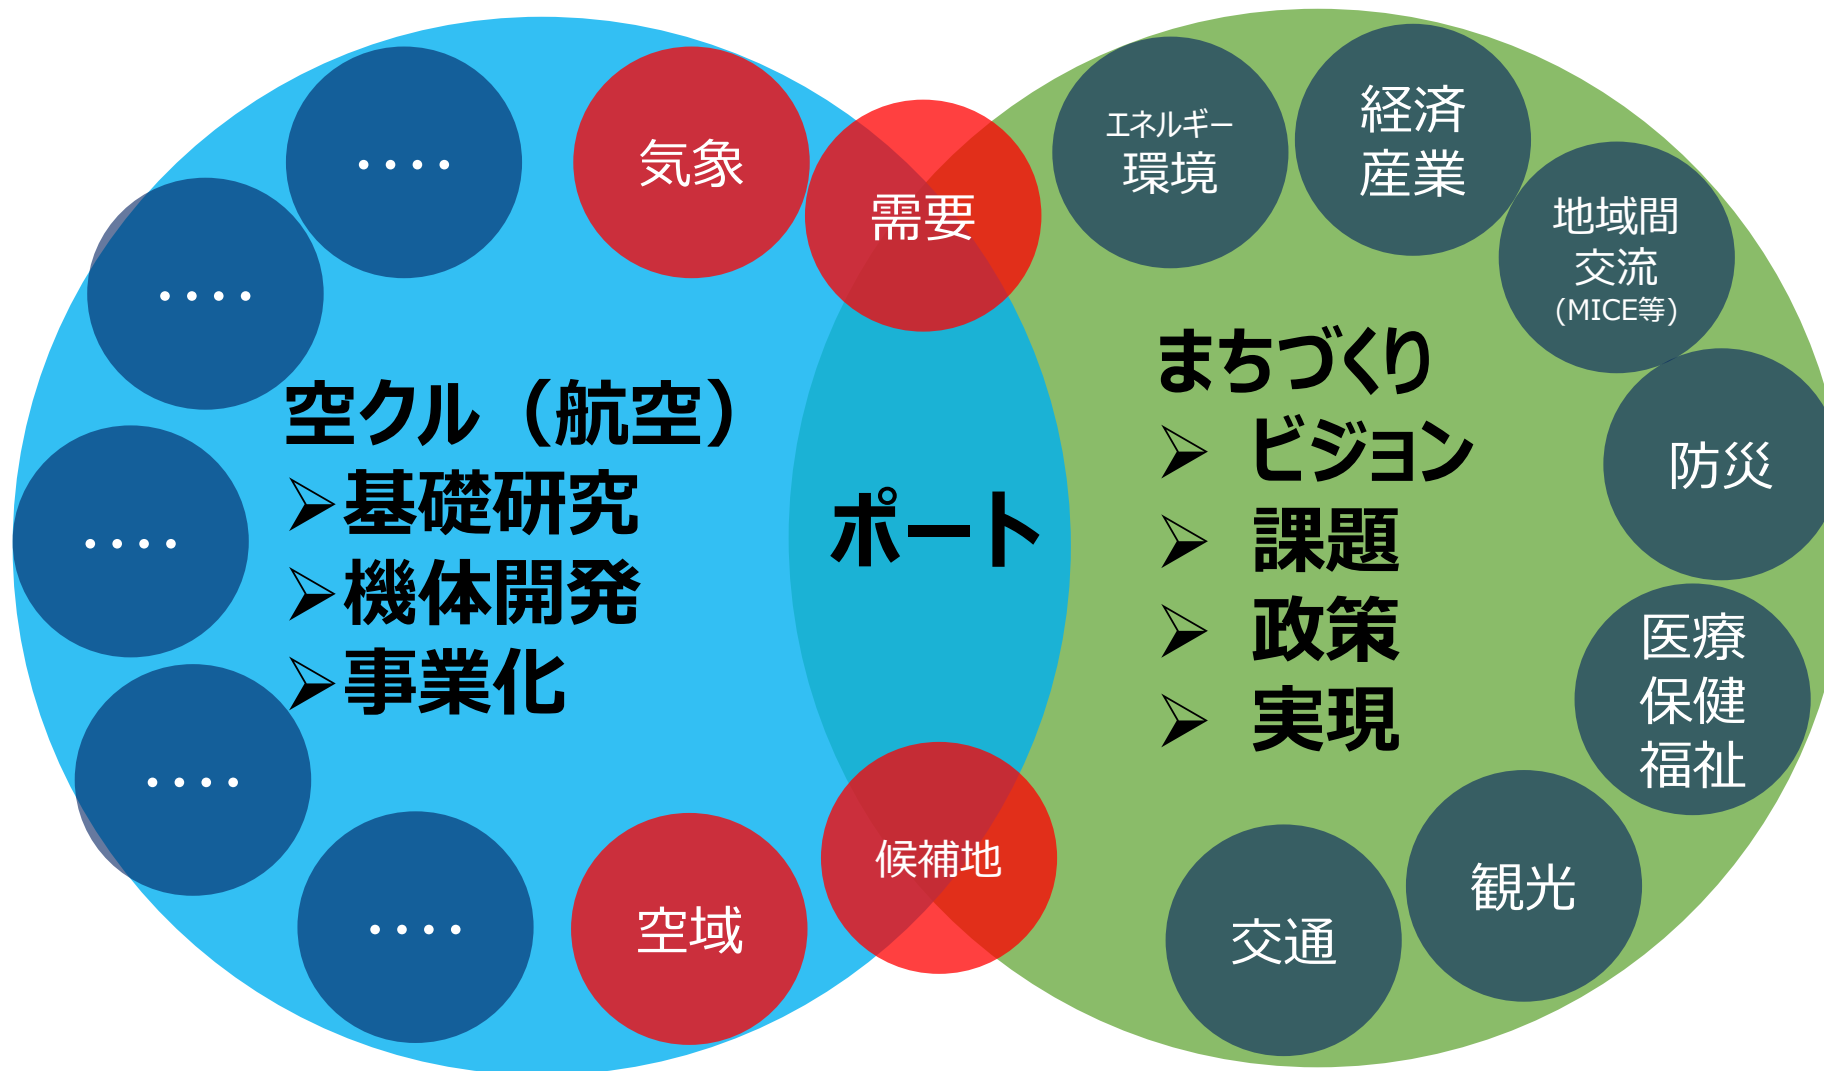 ・・・・
気象
需要
エネルギー
環境
経済
産業
地域間
交流
(MICE等)
・・・・
空クル（航空）
➢基礎研究
➢機体開発
➢事業化
ポート
まちづくり
➢ ビジョン
➢ 課題
➢ 政策
➢ 実現
防災
・・・・
医療
保健
福祉
・・・・
候補地
観光
・・・・
空域
交通